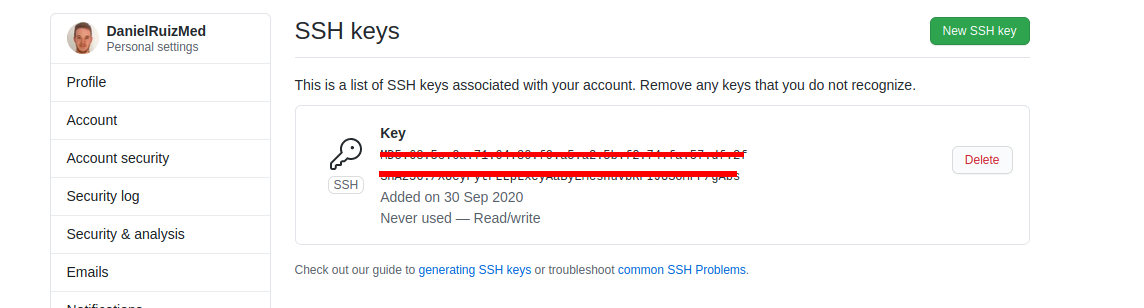 DanielRuizMed
Personal settings
Profile
Account
Account security
Security log
Security & analysis
Emails
Notifications
SSH keys
New SSH key
This is a list of SSH keys associated with your account. Remove any keys that you do not recognize.
SSH
Key
Added on 30 Sep 2020
Never used — Read/write
Delete
Check out our guide to generating SSH keys or troubleshoot common SSH Problems.